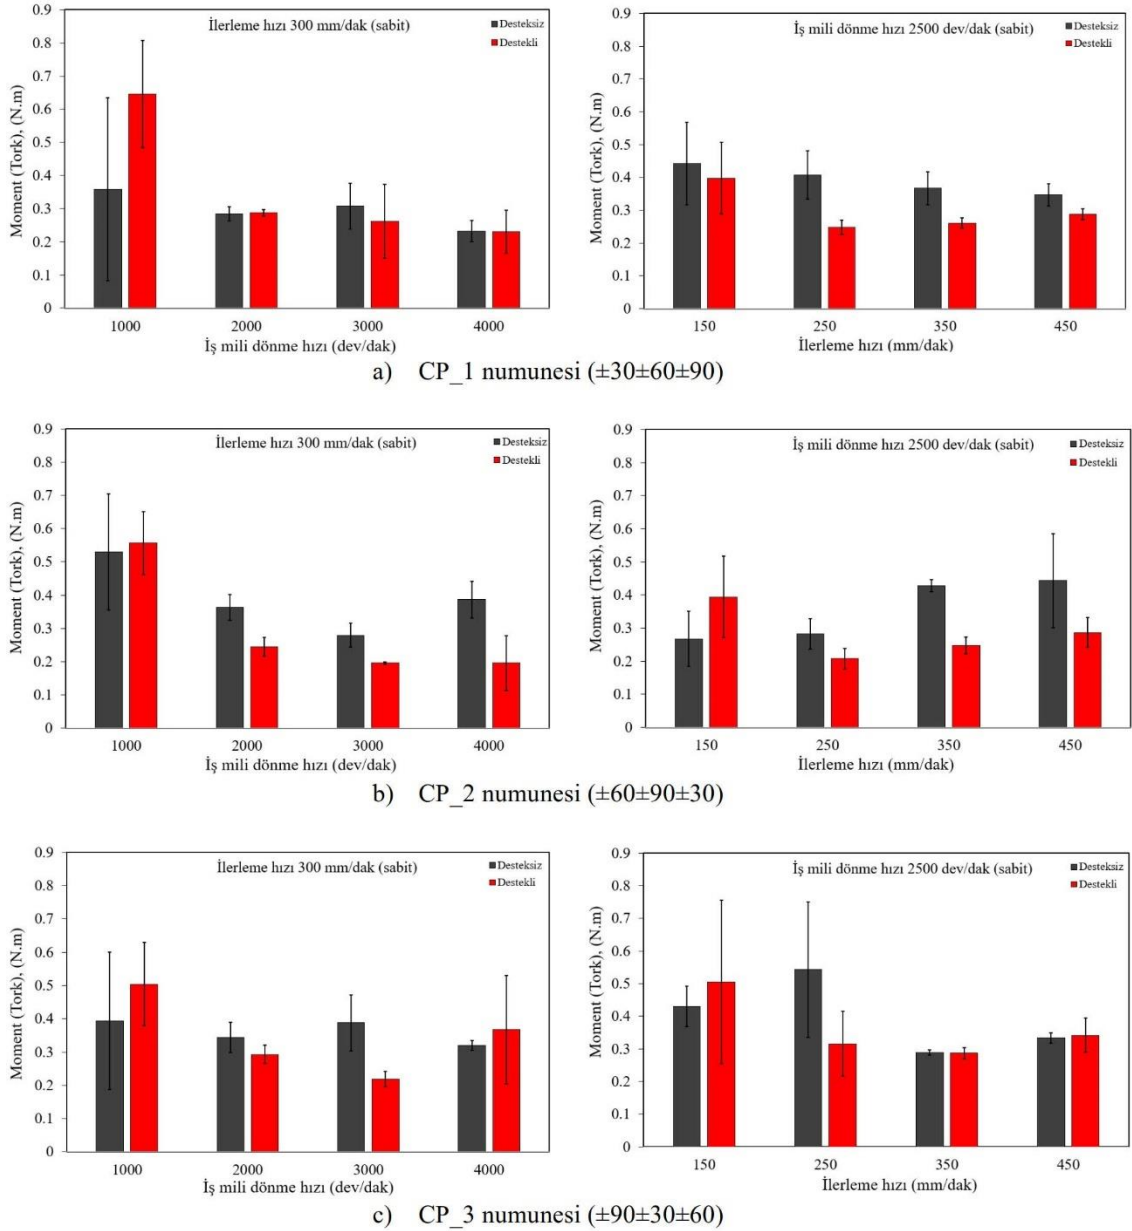 İlerleme hızı 300 mm/dak (sabit)
Desteksiz
Destekli
Moment (Tork), (N.m)
0.9
0.8
0.7
0.6
0.5
0.4
0.3
0.2
0.1
0
1000 2000 3000 4000
İş mili dönme hızı (dev/dak)
İş mili dönme hızı 2500 dev/dak (sabit)
Desteksiz
Destekli
Moment (Tork), (N.m)
0.9
0.8
0.7
0.6
0.5
0.4
0.3
0.2
0.1
0
150 250 350 450
İlerleme hızı (mm/dak)
a) CP_1 numunesi (±30±60±90)
İlerleme hızı 300 mm/dak (sabit)
Desteksiz
Destekli
Moment (Tork), (N.m)
0.9
0.8
0.7
0.6
0.5
0.4
0.3
0.2
0.1
0
1000 2000 3000 4000
İş mili dönme hızı (dev/dak)
İş mili dönme hızı 2500 dev/dak (sabit)
Desteksiz
Destekli
Moment (Tork), (N.m)
0.9
0.8
0.7
0.6
0.5
0.4
0.3
0.2
0.1
0
150 250 350 450
İlerleme hızı (mm/dak)
b) CP_2 numunesi (±60±90±30)
İlerleme hızı 300 mm/dak (sabit)
Desteksiz
Destekli
Moment (Tork), (N.m)
0.9
0.8
0.7
0.6
0.5
0.4
0.3
0.2
0.1
0
1000 2000 3000 4000
İş mili dönme hızı (dev/dak)
İş mili dönme hızı 2500 dev/dak (sabit)
Desteksiz
Destekli
Moment (Tork), (N.m)
0.9
0.8
0.7
0.6
0.5
0.4
0.3
0.2
0.1
0
150 250 350 450
İlerleme hızı (mm/dak)
c) CP_3 numunesi (±90±30±60)